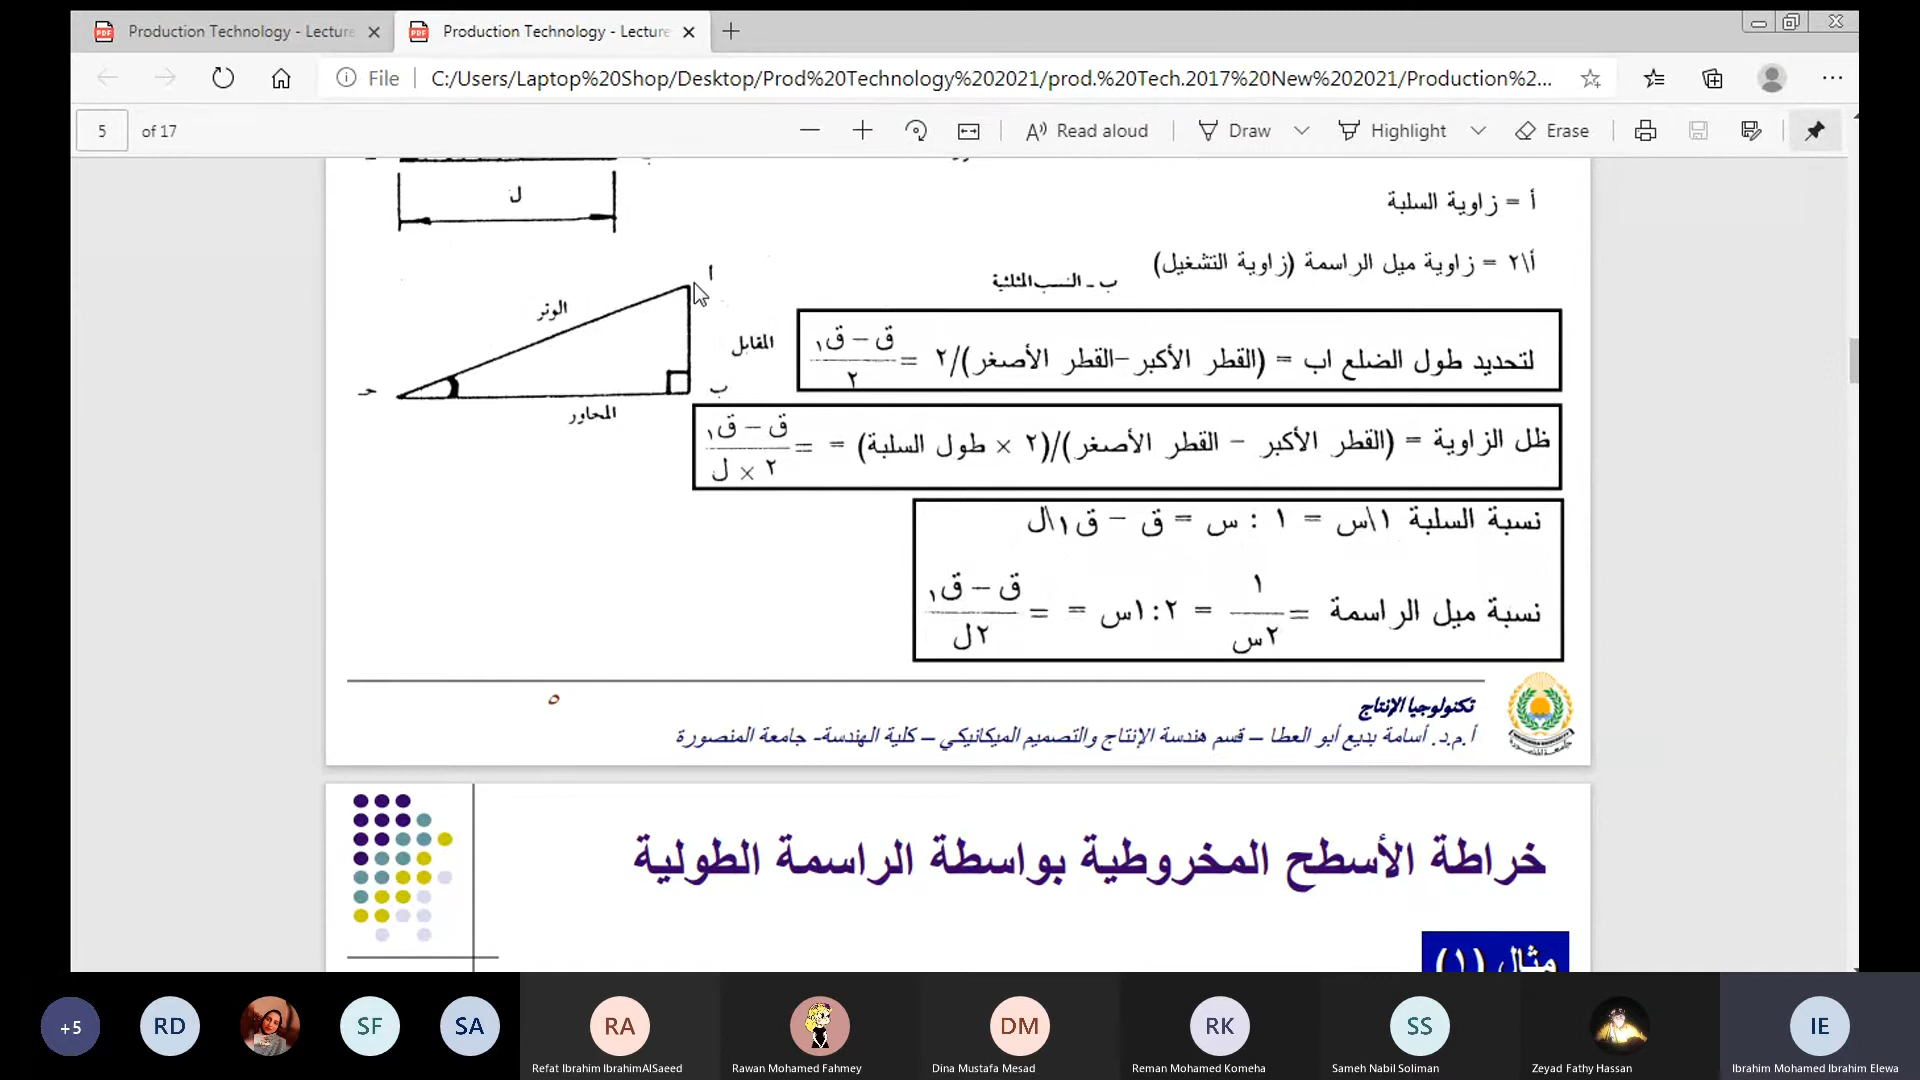 Production Technology - Lecture
Production Technology - Lecture
File
C:/Users/Laptop%20Shop/Desktop/Prod%20Technology%202021/prod.%20Tech.2017%20New%202021/Production%2...
5 of 17
Read aloud
Draw
Highlight
Erase
ل
أ = زاوية السلبة
أ\٢ = زاوية ميل الراسمة (زاوية التشغيل)
ب - النسب المثلثية
أ
الوتر
المقابل
ب
حـ
المحاور
لتحديد طول الضلع اب = (القطر الأكبر –القطر الأصغر)/٢ = ق – ق١ / ٢
ظل الزاوية = (القطر الأكبر – القطر الأصغر)/(٢ × طول السلبة) = = ق – ق١ / ٢ × ل
نسبة السلبة ١\س = ١ : س = ق – ق١\ل
نسبة ميل الراسمة = ١ / ٢س = ١:٢س = = ق – ق١ / ٢ل
تكنولوجيا الإنتاج
٥
أ.م.د. أسامة بديع أبو العطا – قسم هندسة الإنتاج والتصميم الميكانيكي – كلية الهندسة- جامعة المنصورة
خراطة الأسطح المخروطية بواسطة الراسمة الطولية
مثال (١)
+5
RD
SF
SA
RA
DM
RK
SS
IE
Refat Ibrahim IbrahimAlSaeed
Rawan Mohamed Fahmey
Dina Mustafa Mesad
Reman Mohamed Komeha
Sameh Nabil Soliman
Zeyad Fathy Hassan
Ibrahim Mohamed Ibrahim Elewa